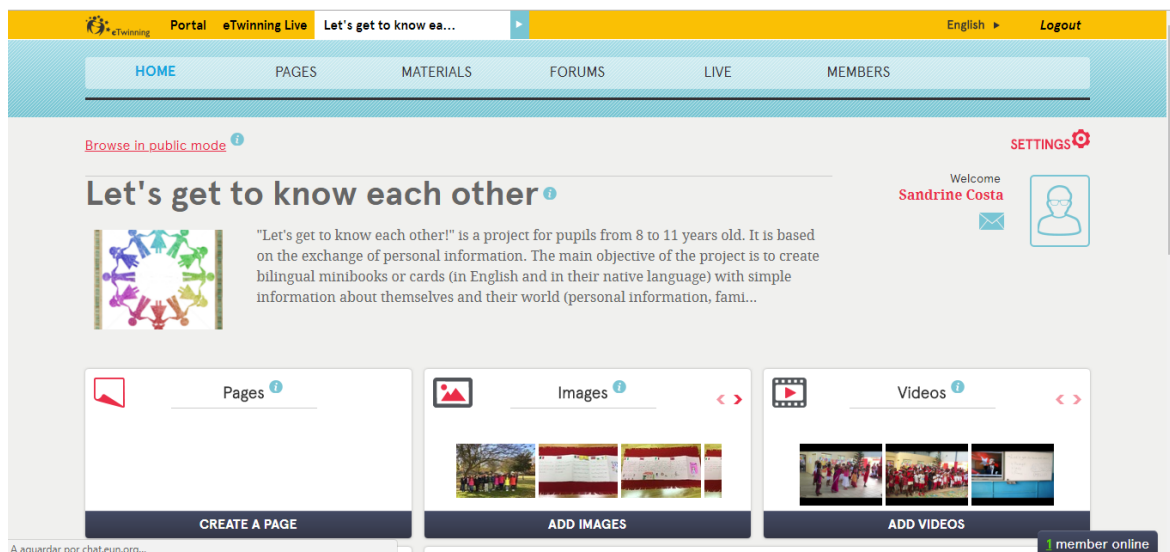 eTwinning Portal eTwinning Live Let's get to know ea... English Logout
HOME PAGES MATERIALS FORUMS LIVE MEMBERS
Browse in public mode
SETTINGS
Let's get to know each other
Welcome
Sandrine Costa
"Let's get to know each other!" is a project for pupils from 8 to 11 years old. It is based
on the exchange of personal information. The main objective of the project is to create
bilingual minibooks or cards (in English and in their native language) with simple
information about themselves and their world (personal information, fami...
Pages Images Videos
CREATE A PAGE ADD IMAGES ADD VIDEOS
A aguardar por chat.eun.org...
1 member online